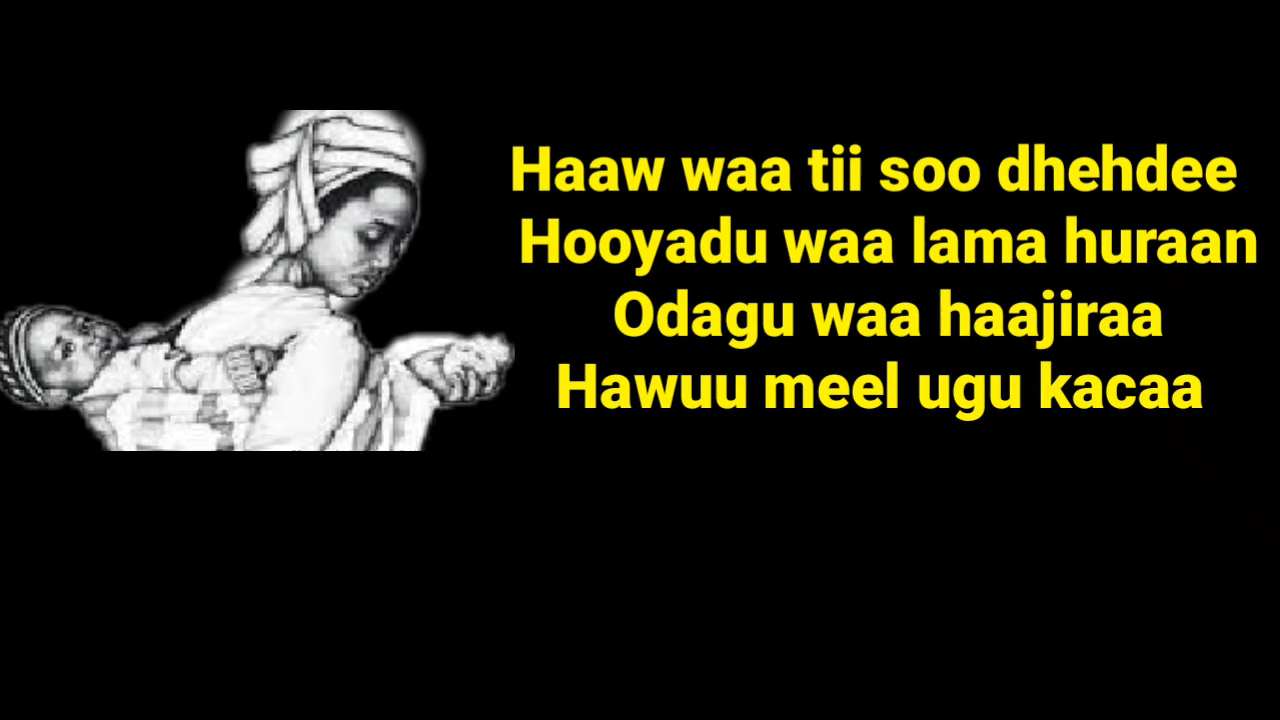 Haaw waa tii soo dhehdee
Hooyadu waa lama huraan
Odagu waa haajiraa
Hawuu meel ugu kacaa